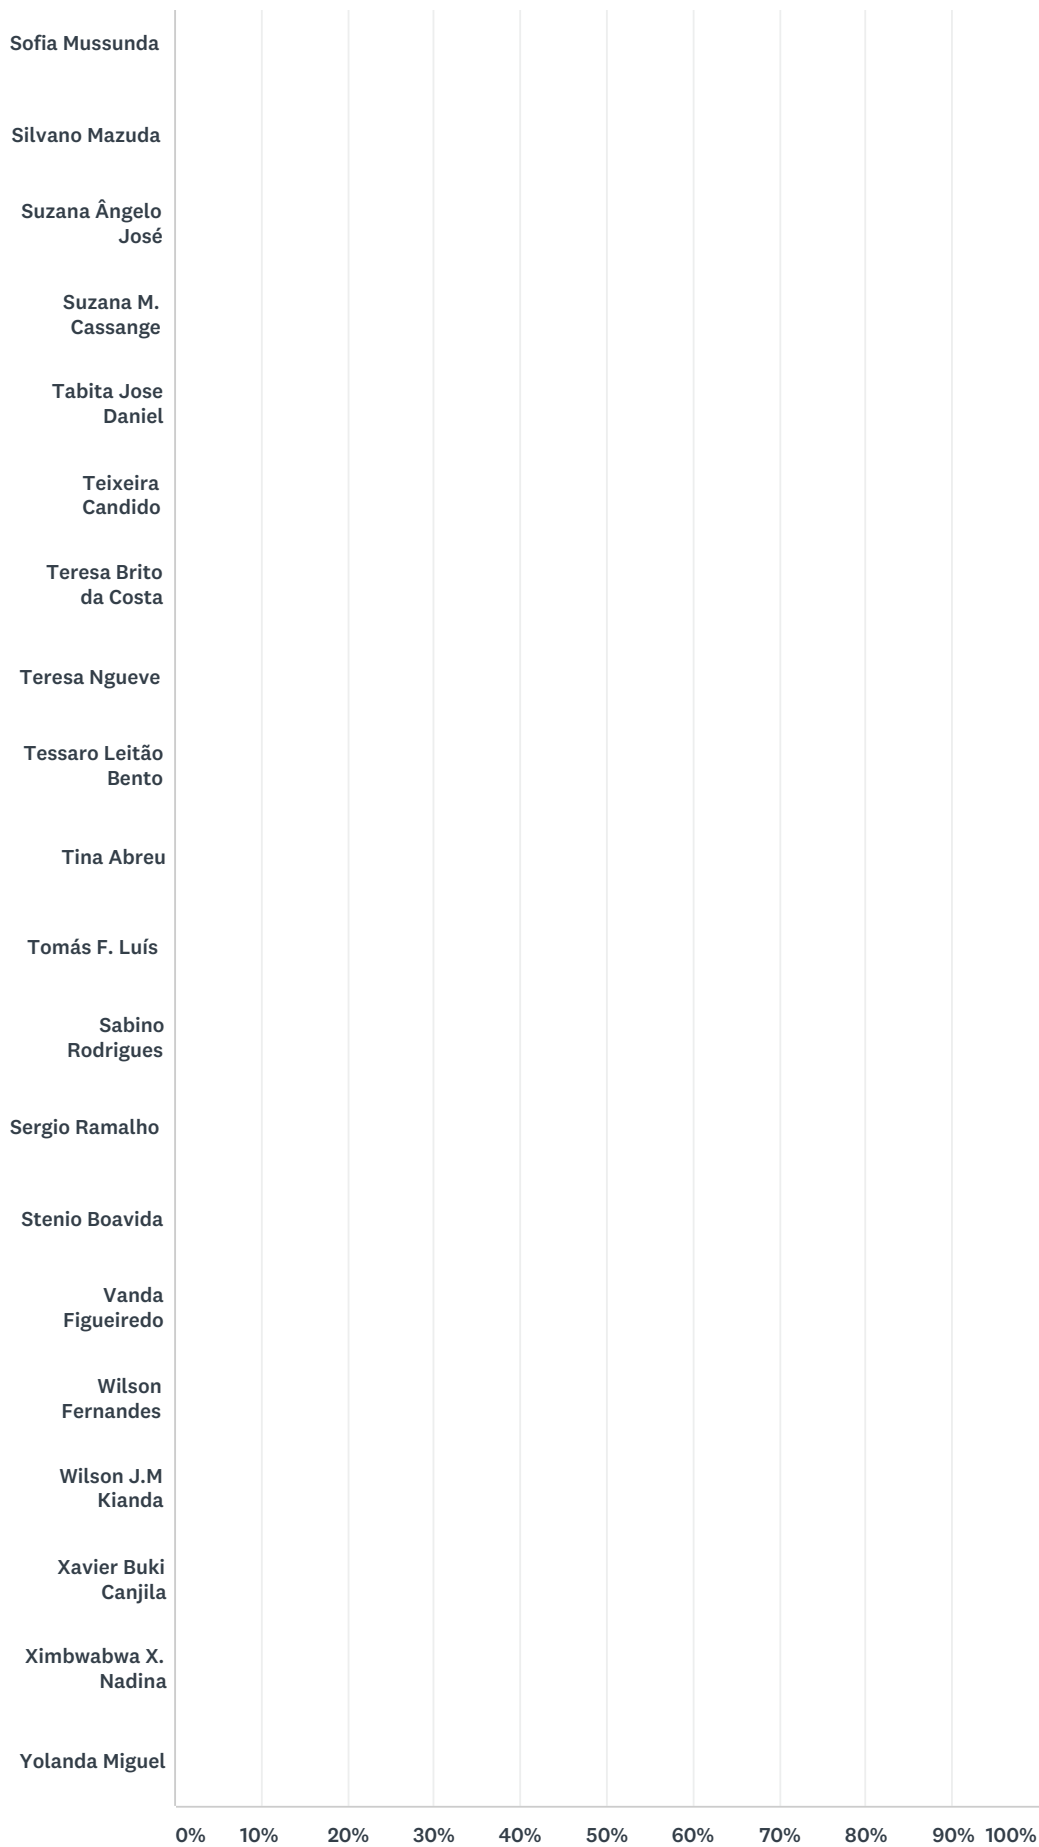 Sofia Mussunda
Silvano Mazuda
Suzana Ângelo
José
Suzana M.
Cassange
Tabita Jose
Daniel
Teixeira
Candido
Teresa Brito
da Costa
Teresa Ngueve
Tessaro Leitão
Bento
Tina Abreu
Tomás F. Luís
Sabino
Rodrigues
Sergio Ramalho
Stenio Boavida
Vanda
Figueiredo
Wilson
Fernandes
Wilson J.M
Kianda
Xavier Buki
Canjila
Ximbwabwa X.
Nadina
Yolanda Miguel
0% 10% 20% 30% 40% 50% 60% 70% 80% 90% 100%